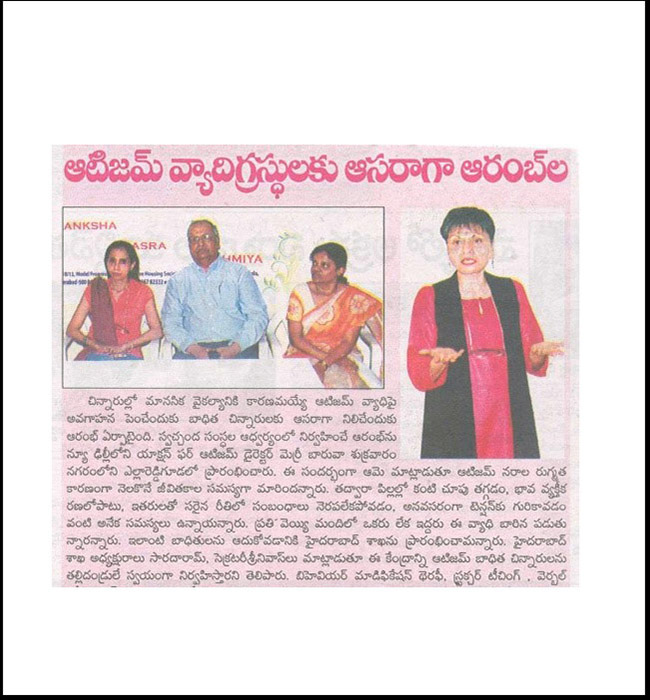 ఆటిజమ్ వ్యాదిగ్రస్థులకు ఆసరాగా ఆరంబ్‌ల
ANKSHA
ASRA
HUMIYA
చిన్నారుల్లో మానసిక వైకల్యానికి కారణమయ్యే ఆటిజమ్ వ్యాధిపై
అవగాహన పెంచేందుకు బాధిత చిన్నారులకు ఆసరాగా నిలిచేందుకు
ఆరంభ్ ఏర్పాటైంది. స్వచ్ఛంద సంస్థల ఆధ్వర్యంలో నిర్వహించే ఆరంభ్‌ను
న్యూ ఢిల్లీలోని యాక్షన్ ఫర్ ఆటిజమ్ డైరెక్టర్ మెర్రీ బారువా శుక్రవారం
నగరంలోని ఎల్లారెడ్డిగూడలో ప్రారంభించారు. ఈ సందర్భంగా ఆమె మాట్లాడుతూ ఆటిజమ్ నరాల రుగ్మత
కారణంగా నెలకొనే జీవితకాల సమస్యగా మారిందన్నారు. తద్వారా పిల్లల్లో కంటి చూపు తగ్గడం, భావ వ్యక్తీక
రణలోపాటు, ఇతరులతో సరైన రీతిలో సంబంధాలు నెరవలేకపోవడం, అనవసరంగా టెన్షన్‌కు గురికావడం
వంటి అనేక సమస్యలు ఉన్నాయన్నారు. ప్రతి వెయ్యి మందిలో ఒకరు లేక ఇద్దరు ఈ వ్యాధి బారిన పడుతు
న్నారన్నారు. ఇలాంటి బాధితులను ఆదుకోవడానికి హైదరాబాద్ శాఖను ప్రారంభించామన్నారు. హైదరాబాద్
శాఖ అధ్యక్షురాలు సారదారామ్, సెక్రటరీశ్రీనివాస్‌లు మాట్లాడుతూ ఈ కేంద్రాన్ని ఆటిజమ్ బాధిత చిన్నారులను
తల్లిదండ్రులే స్వయంగా నిర్వహిస్తారని తెలిపారు. బిహెవియర్ మాడిఫికేషన్ థెరఫీ, స్ట్రక్చర్ టీచింగ్ , వెర్బల్